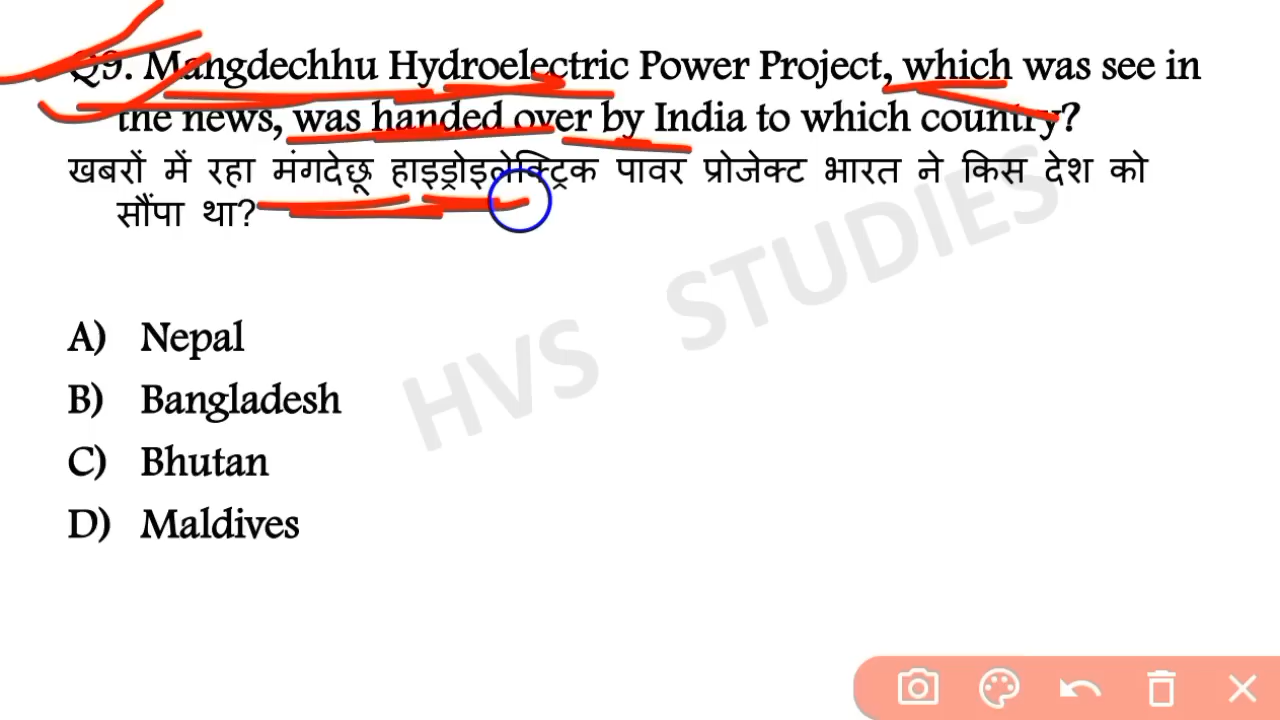 Q9. Mangdechhu Hydroelectric Power Project, which was see in
the news, was handed over by India to which country?
खबरों में रहा मंगदेछू हाइड्रोइलेक्ट्रिक पावर प्रोजेक्ट भारत ने किस देश को
सौंपा था?
HVS STUDIES
A) Nepal
B) Bangladesh
C) Bhutan
D) Maldives